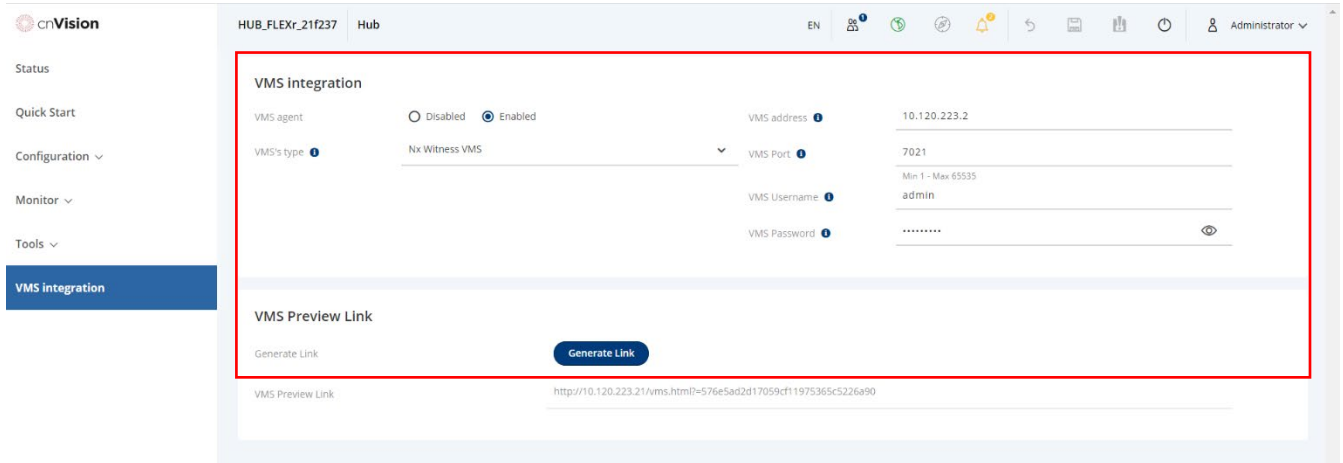 cnVision
HUB_FLEXr_21f237 Hub
EN
1
2
Administrator
Status
Quick Start
Configuration
Monitor
Tools
VMS integration
VMS integration
VMS agent Disabled Enabled
VMS's type Nx Witness VMS
VMS address 10.120.223.2
VMS Port 7021
Min 1 - Max 65535
VMS Username admin
VMS Password •••••••••
VMS Preview Link
Generate Link Generate Link
VMS Preview Link http://10.120.223.21/vms.html?=576e5ad2d17059cf11975365c5226a90